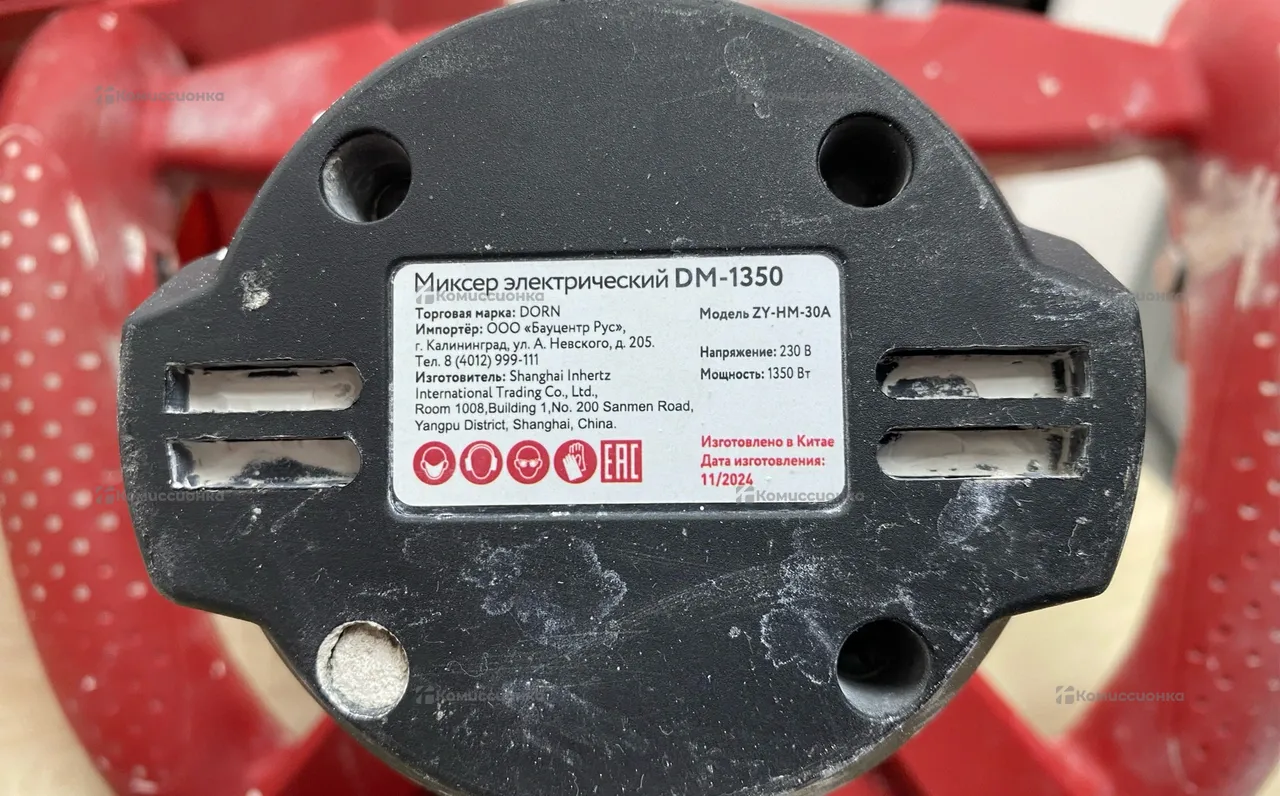 Миксер электрический DM-1350
Торговая марка: DORN
Импортёр: ООО «Бауцентр Рус»,
г. Калининград, ул. А. Невского, д. 205.
Тел. 8 (4012) 999-111
Изготовитель: Shanghai Inhertz
International Trading Co., Ltd.,
Room 1008,Building 1,No. 200 Sanmen Road,
Yangpu District, Shanghai, China.
Модель ZY-HM-30A
Напряжение: 230 В
Мощность: 1350 Вт
EAC
Изготовлено в Китае
Дата изготовления:
11/2024
Комиссионка
Комиссионка
Комиссионка
Комиссионка
Комиссионка
Комиссионка
Комиссионка
Комиссионка